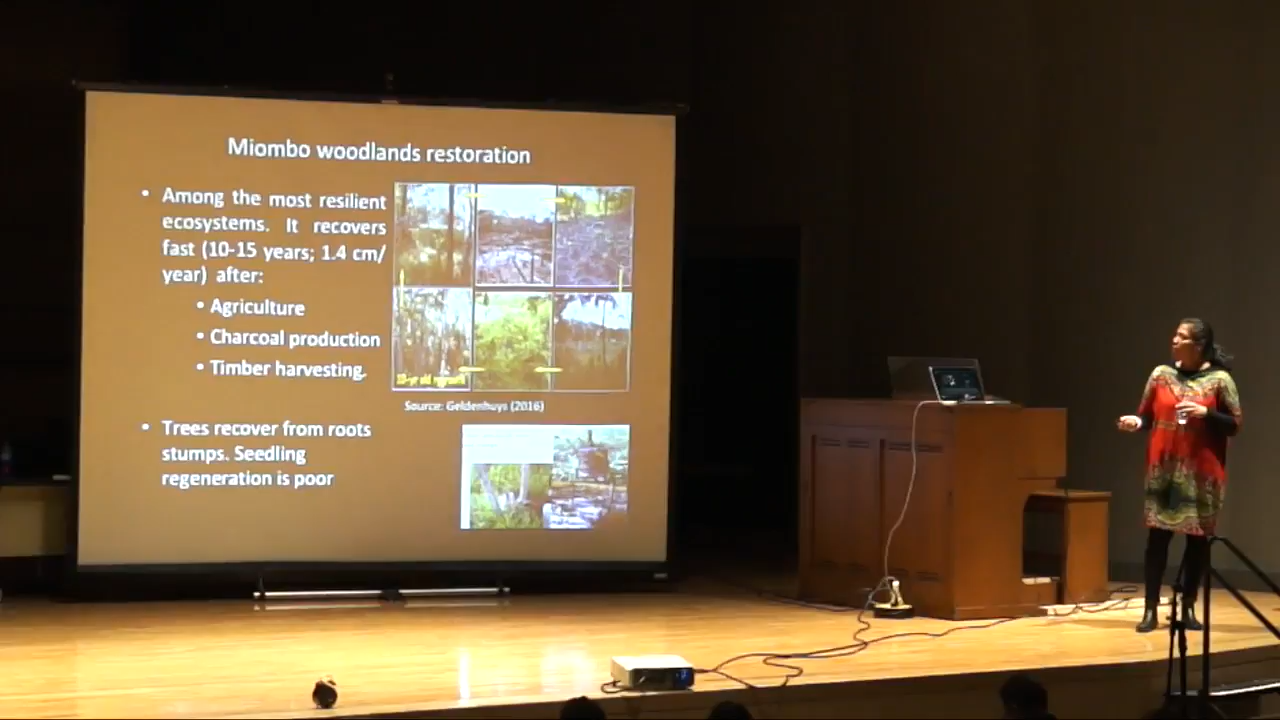 Miombo woodlands restoration
• Among the most resilient
ecosystems. It recovers
fast (10-15 years; 1.4 cm/
year) after:
• Agriculture
• Charcoal production
• Timber harvesting.
Source: Geldenhuys (2016)
• Trees recover from roots
stumps. Seedling
regeneration is poor